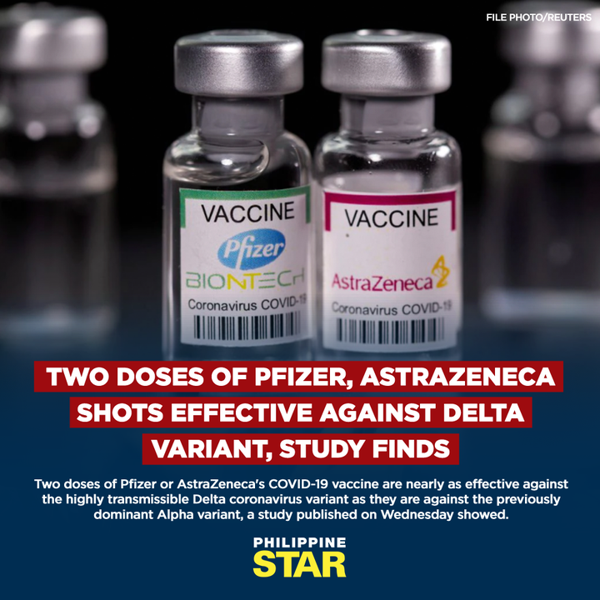 FILE PHOTO/REUTERS
VACCINE
Pfizer
BIONTECH
Coronavirus COVID-19
VACCINE
AstraZeneca
Coronavirus COVID-19
TWO DOSES OF PFIZER, ASTRAZENECA
SHOTS EFFECTIVE AGAINST DELTA
VARIANT, STUDY FINDS
Two doses of Pfizer or AstraZeneca's COVID-19 vaccine are nearly as effective against
the highly transmissible Delta coronavirus variant as they are against the previously
dominant Alpha variant, a study published on Wednesday showed.
PHILIPPINE
STAR